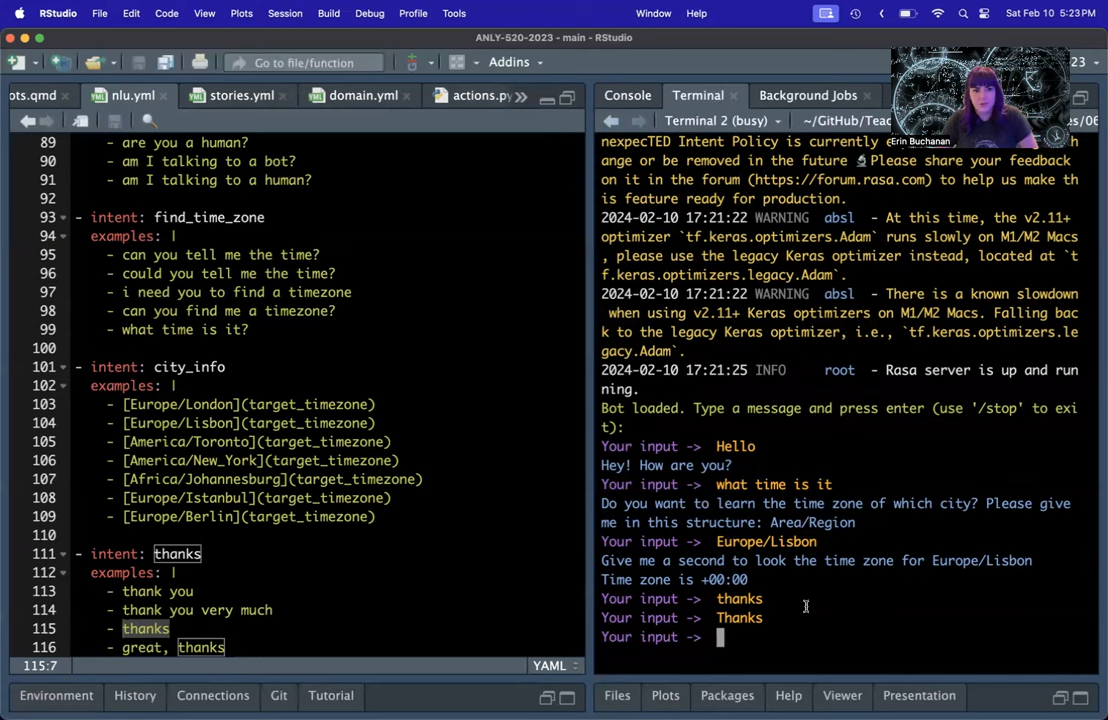 RStudio File Edit Code View Plots Session Build Debug Profile Tools Window Help Sat Feb 10 5:23 PM
ANLY-520-2023 - main - RStudio
Go to file/function Addins
23
ots.qmd nlu.yml stories.yml domain.yml actions.py
89 - are you a human?
90 - am I talking to a bot?
91 - am I talking to a human?
92
93 - intent: find_time_zone
94 examples: |
95 - can you tell me the time?
96 - could you tell me the time?
97 - i need you to find a timezone
98 - can you find me a timezone?
99 - what time is it?
100
101 - intent: city_info
102 examples: |
103 - [Europe/London](target_timezone)
104 - [Europe/Lisbon](target_timezone)
105 - [America/Toronto](target_timezone)
106 - [America/New_York](target_timezone)
107 - [Africa/Johannesburg](target_timezone)
108 - [Europe/Istanbul](target_timezone)
109 - [Europe/Berlin](target_timezone)
110
111 - intent: thanks
112 examples: |
113 - thank you
114 - thank you very much
115 - thanks
116 - great, thanks
115:7 YAML
Environment History Connections Git Tutorial
Console Terminal Background Jobs
Terminal 2 (busy) ~/GitHub/Teac es/06
Erin Buchanan
nexpecTED Intent Policy is currently e
ange or be removed in the future 🔬Please share your feedback
on it in the forum (https://forum.rasa.com) to help us make th
is feature ready for production.
2024-02-10 17:21:22 WARNING absl - At this time, the v2.11+
optimizer `tf.keras.optimizers.Adam` runs slowly on M1/M2 Macs
, please use the legacy Keras optimizer instead, located at `t
f.keras.optimizers.legacy.Adam`.
2024-02-10 17:21:22 WARNING absl - There is a known slowdown
when using v2.11+ Keras optimizers on M1/M2 Macs. Falling bac
k to the legacy Keras optimizer, i.e., `tf.keras.optimizers.le
gacy.Adam`.
2024-02-10 17:21:25 INFO root - Rasa server is up and run
ning.
Bot loaded. Type a message and press enter (use '/stop' to exi
t):
Your input -> Hello
Hey! How are you?
Your input -> what time is it
Do you want to learn the time zone of which city? Please give
me in this structure: Area/Region
Your input -> Europe/Lisbon
Give me a second to look the time zone for Europe/Lisbon
Time zone is +00:00
Your input -> thanks
Your input -> Thanks
Your input ->
Files Plots Packages Help Viewer Presentation